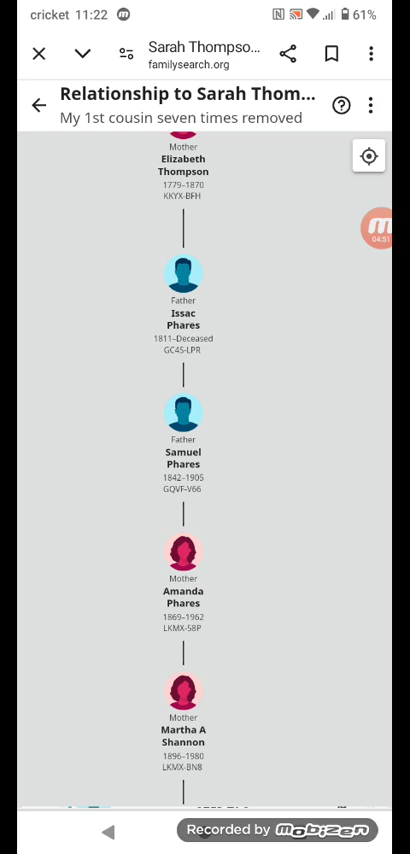 cricket 11:22 m 61%
Sarah Thompso...
familysearch.org
Relationship to Sarah Thom...
My 1st cousin seven times removed
Mother
Elizabeth
Thompson
1779–1870
KKYX-BFH
04:51
Father
Issac
Phares
1811–Deceased
GC4S-LPR
Father
Samuel
Phares
1842–1905
GQVF-V66
Mother
Amanda
Phares
1869–1962
LKMX-58P
Mother
Martha A
Shannon
1896–1980
LKMX-BN8
Recorded by mobizen